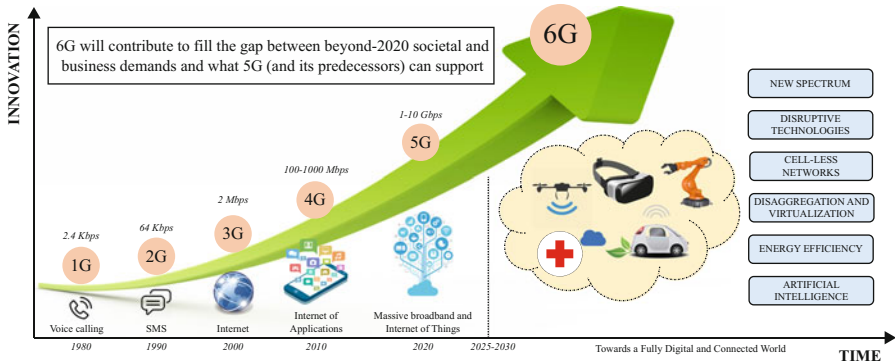 INNOVATION
6G will contribute to fill the gap between beyond-2020 societal and
business demands and what 5G (and its predecessors) can support
6G
1-10 Gbps
5G
100-1000 Mbps
4G
2 Mbps
3G
64 Kbps
2G
2.4 Kbps
1G
NEW SPECTRUM
DISRUPTIVE
TECHNOLOGIES
CELL-LESS
NETWORKS
DISAGGREGATION AND
VIRTUALIZATION
ENERGY EFFICIENCY
ARTIFICIAL
INTELLIGENCE
Voice calling
SMS
Internet
Internet of
Applications
Massive broadband and
Internet of Things
1980
1990
2000
2010
2020
2025-2030
Towards a Fully Digital and Connected World
TIME